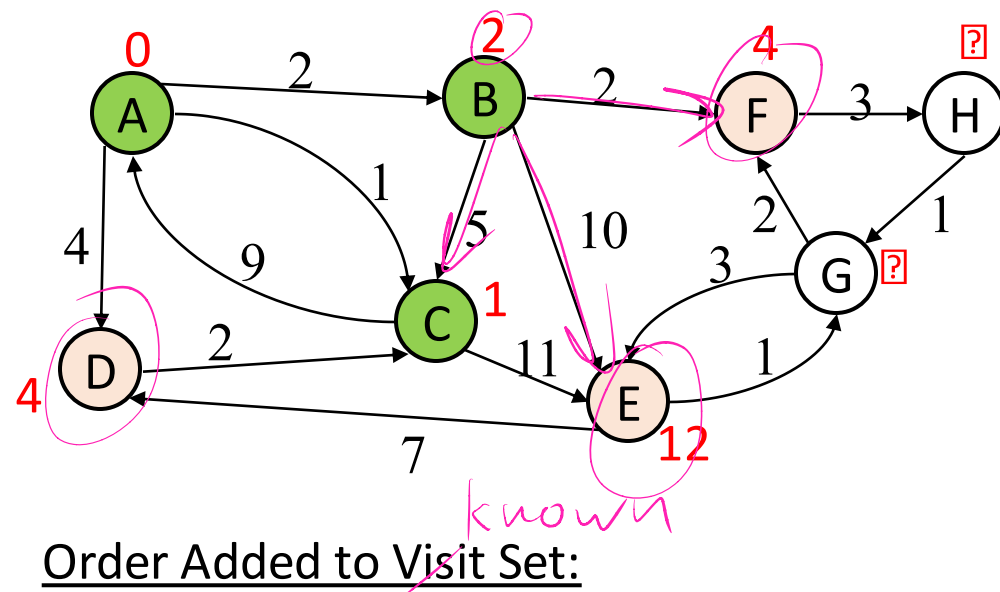 0 2 4 ?
A 2 B 2 F 3 H
1 5 10 2 1
4 9 3 G ?
C 1
D 2 11 E 1
4 12
7
known
Order Added to Visit Set: